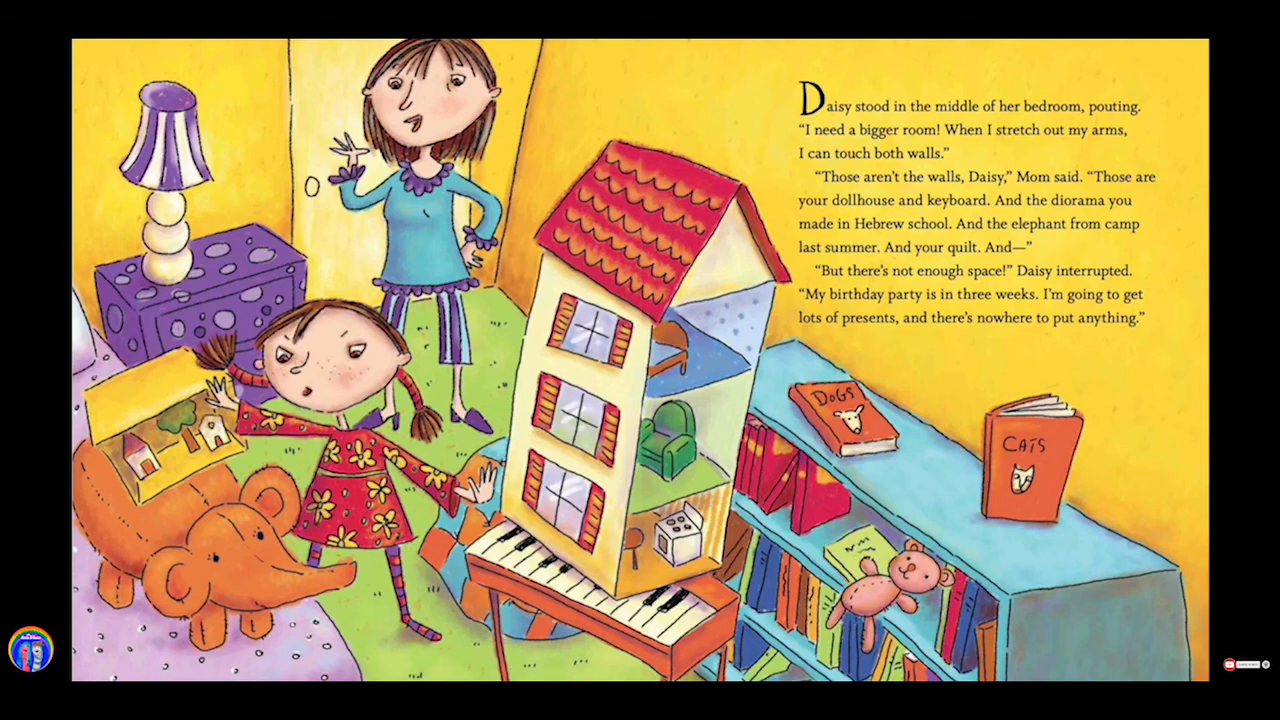 Daisy stood in the middle of her bedroom, pouting.
“I need a bigger room! When I stretch out my arms,
I can touch both walls.”
“Those aren’t the walls, Daisy,” Mom said. “Those are
your dollhouse and keyboard. And the diorama you
made in Hebrew school. And the elephant from camp
last summer. And your quilt. And—”
“But there’s not enough space!” Daisy interrupted.
“My birthday party is in three weeks. I’m going to get
lots of presents, and there’s nowhere to put anything.”
DOGS
CATS